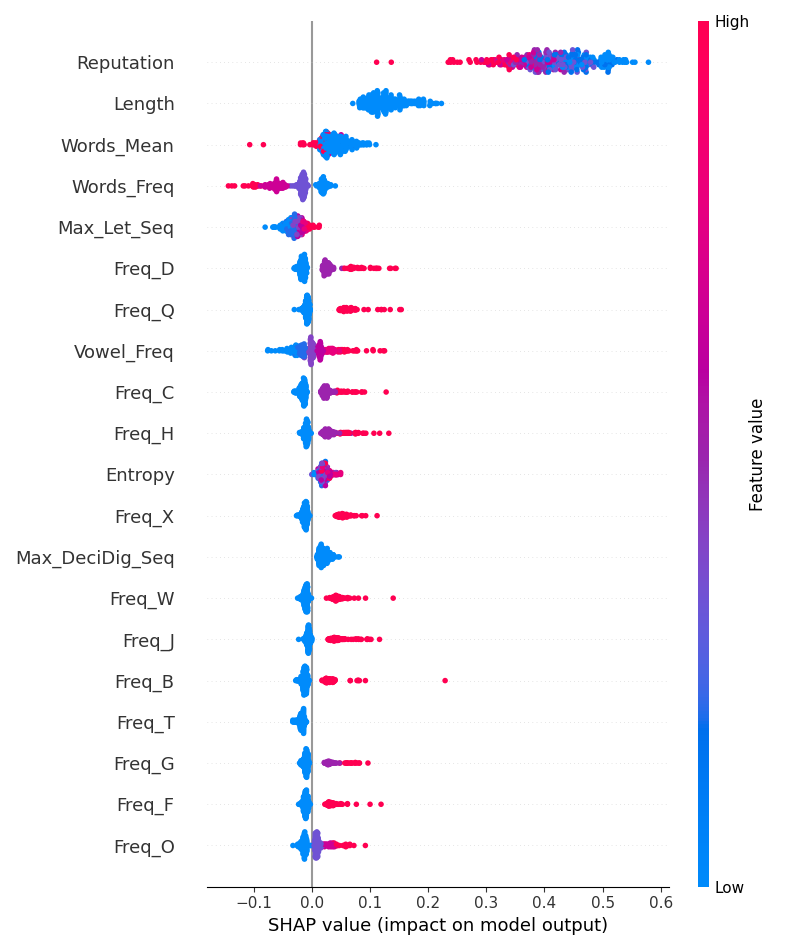 High
Reputation
Length
Words_Mean
Words_Freq
Max_Let_Seq
Freq_D
Freq_Q
Vowel_Freq
Freq_C
Freq_H
Entropy
Freq_X
Max_DeciDig_Seq
Freq_W
Freq_J
Freq_B
Freq_T
Freq_G
Freq_F
Freq_O
Feature value
Low
−0.1 0.0 0.1 0.2 0.3 0.4 0.5 0.6
SHAP value (impact on model output)